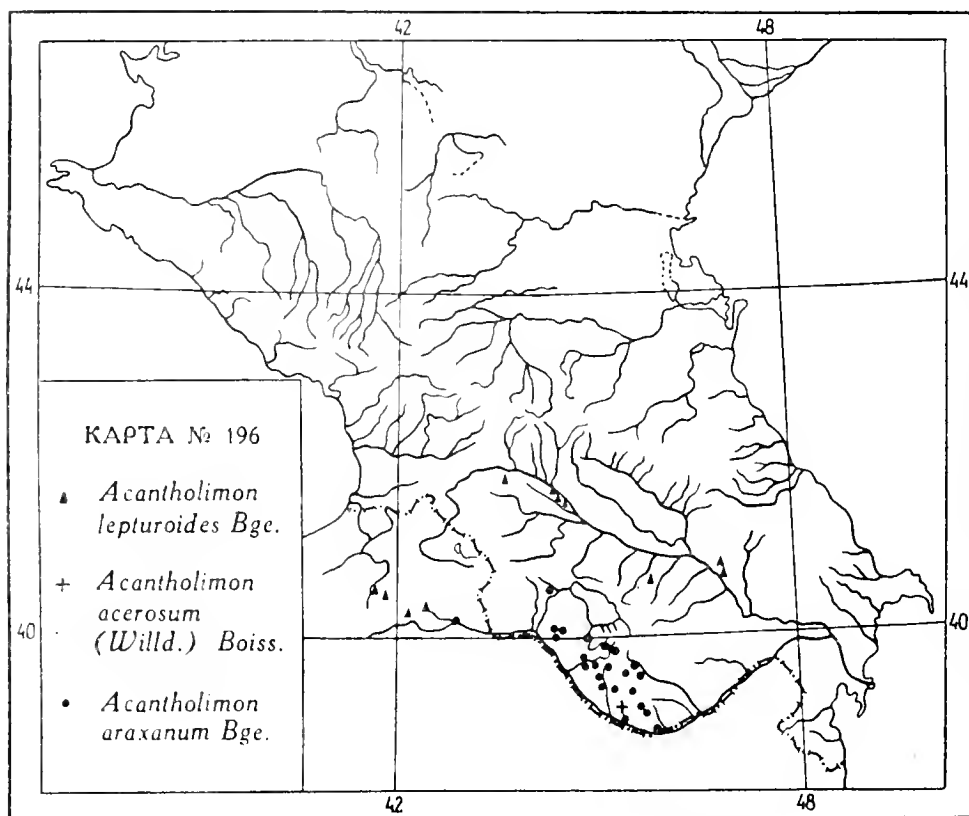 42 48
44 44
КАРТА № 196
Acantholimon
lepturoides Bge.
Acantholimon
acerosum
(Willd.) Boiss.
Acantholimon
araxanum Bge.
40 40
42 48